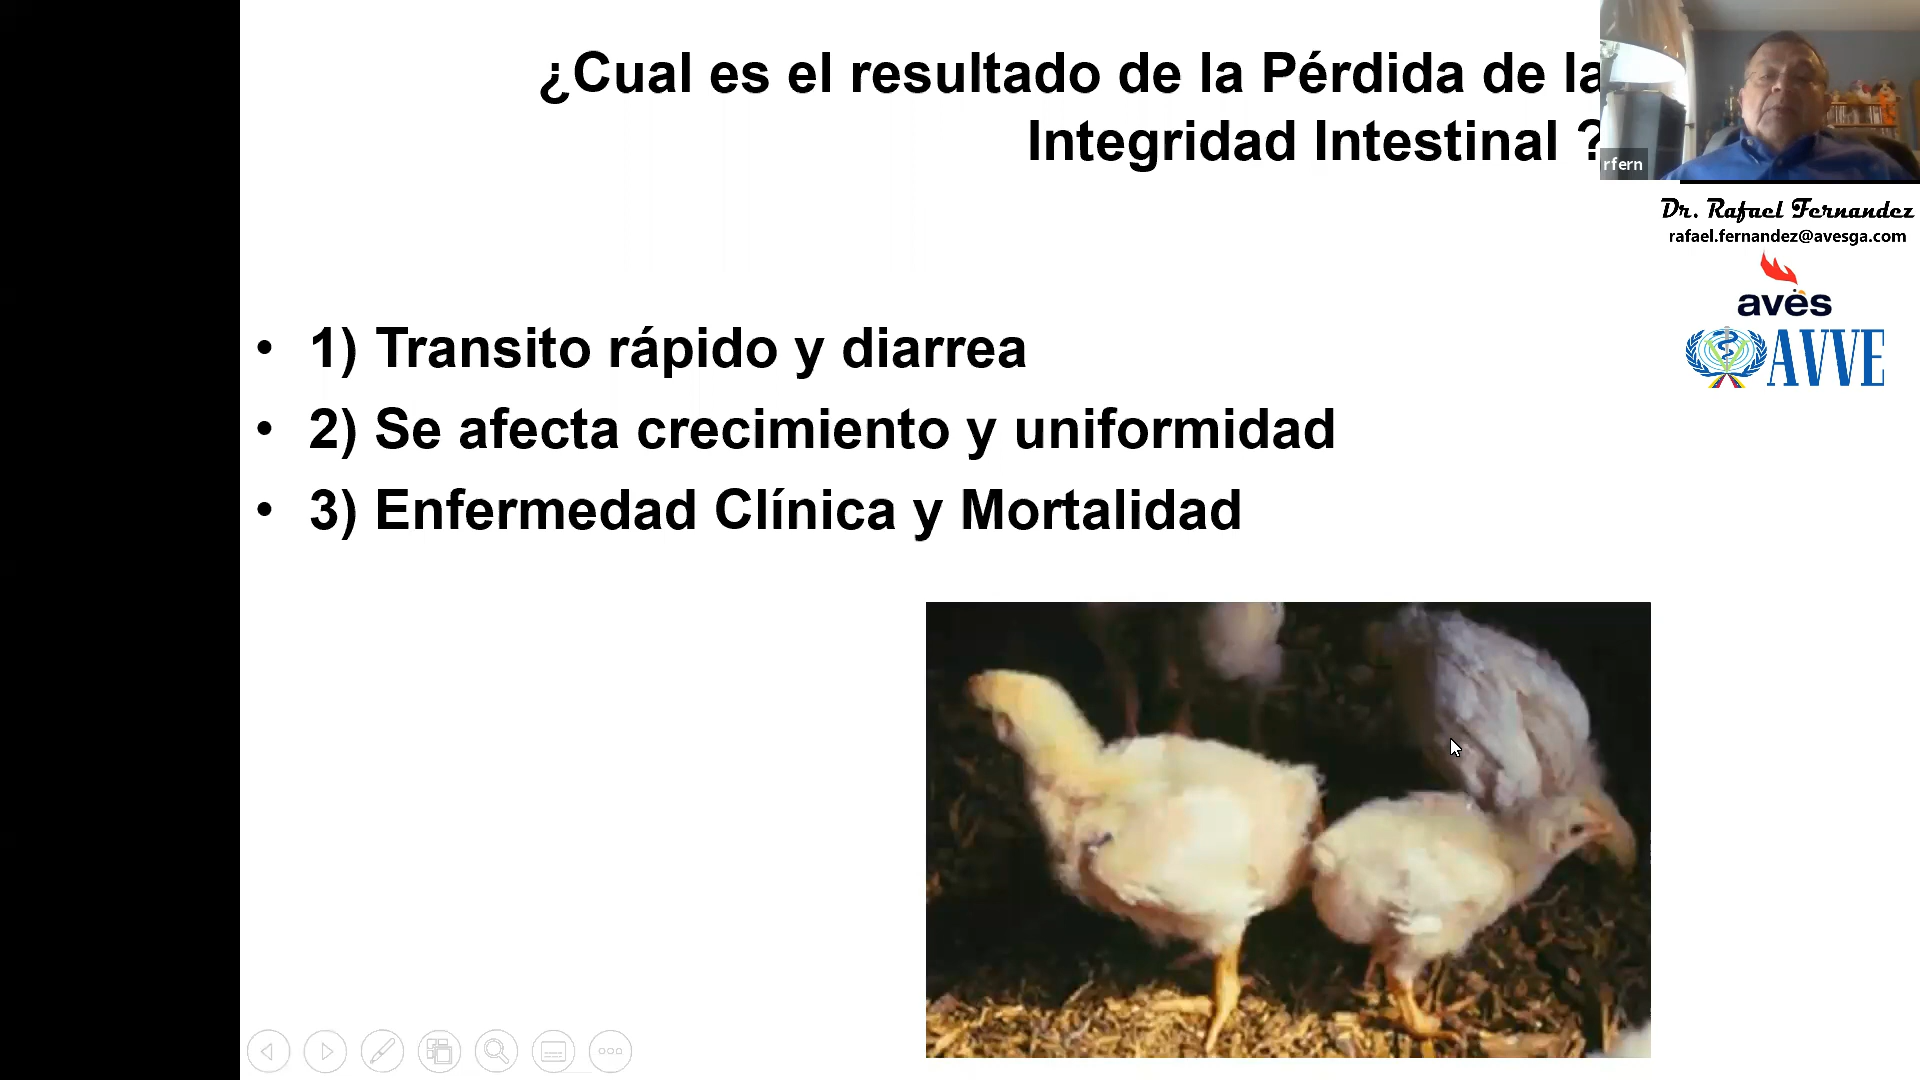 ¿Cual es el resultado de la Pérdida de la
Integridad Intestinal ?
rfern
Dr. Rafael Fernandez
rafael.fernandez@avesga.com
aves
AVVE
• 1) Transito rápido y diarrea
• 2) Se afecta crecimiento y uniformidad
• 3) Enfermedad Clínica y Mortalidad